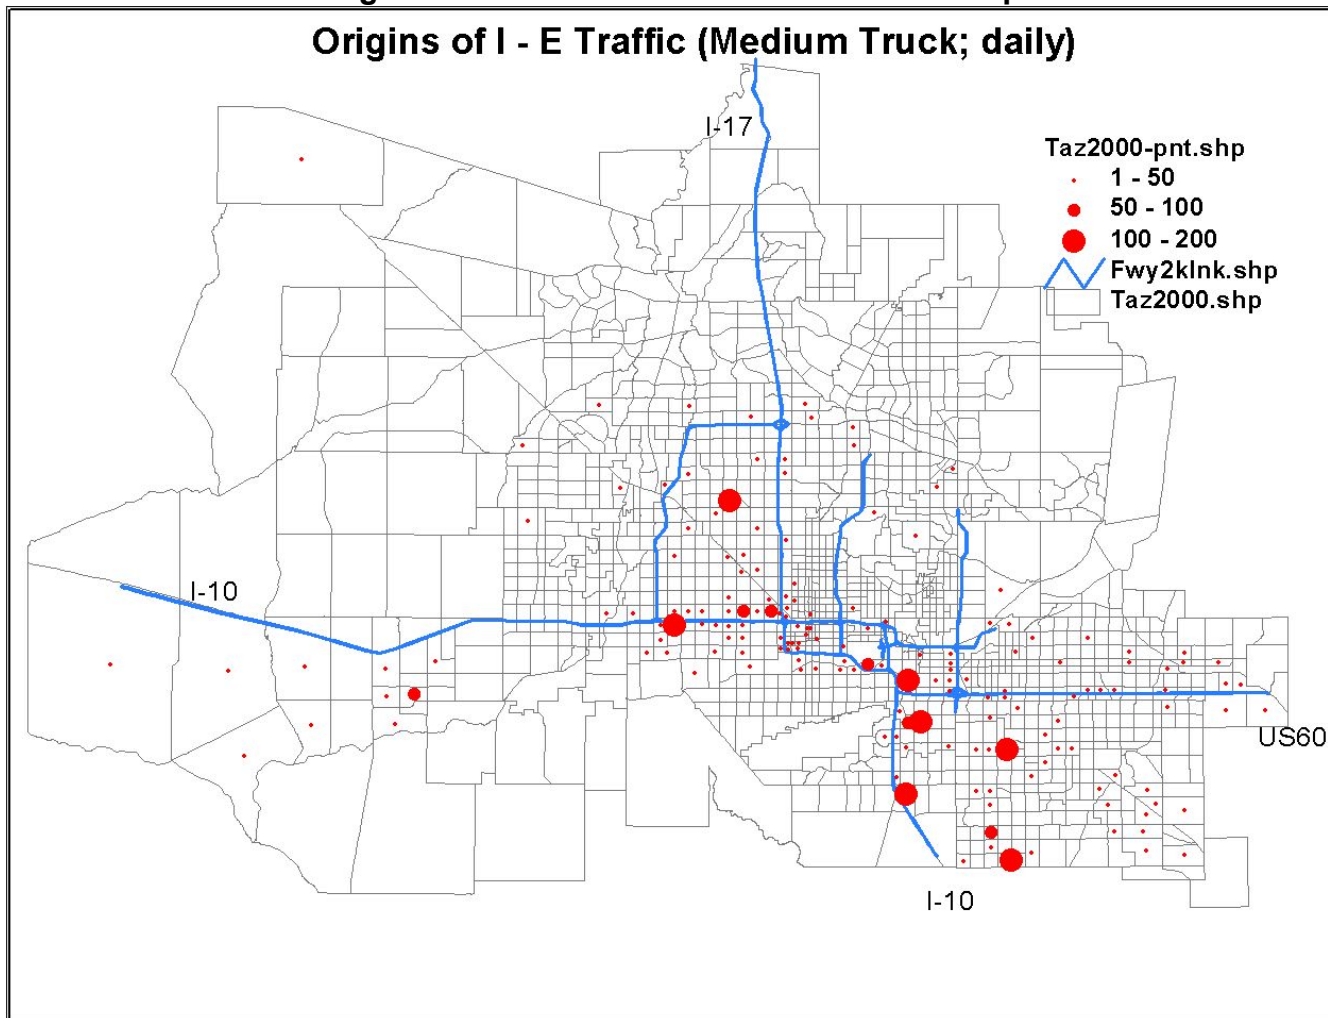 Origins of I - E Traffic (Medium Truck; daily)
I-17
Taz2000-pnt.shp
1 - 50
50 - 100
100 - 200
Fwy2klnk.shp
Taz2000.shp
I-10
US60
I-10